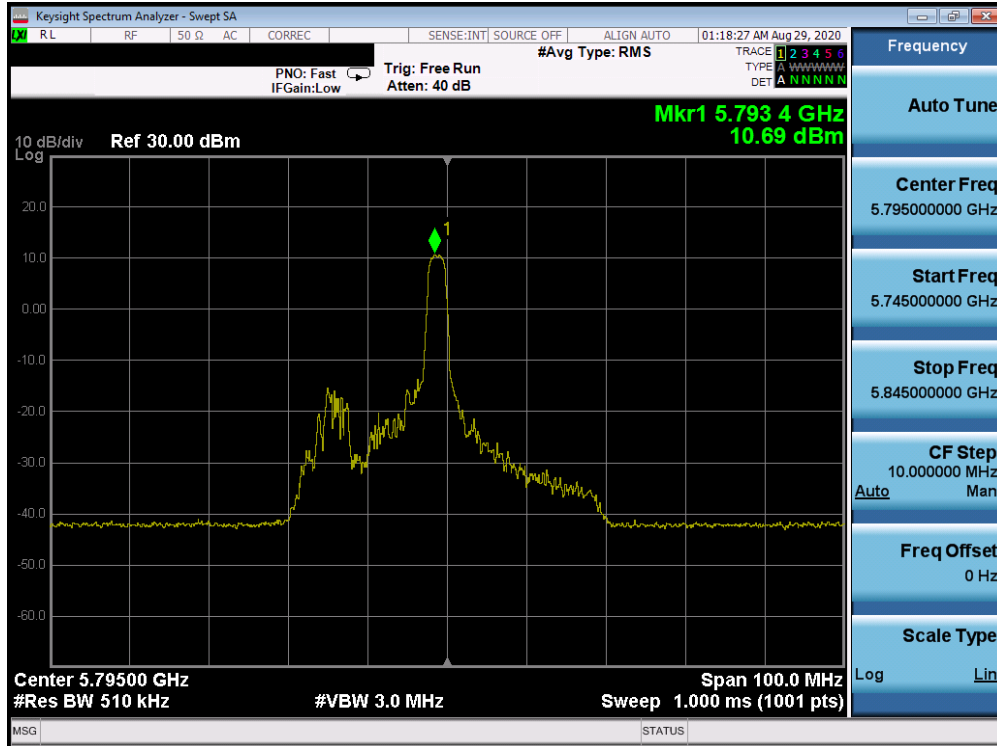 Keysight Spectrum Analyzer - Swept SA
LXI RL RF 50 Ω AC CORREC SENSE:INT SOURCE OFF ALIGN AUTO 01:18:27 AM Aug 29, 2020
#Avg Type: RMS
TRACE 1 2 3 4 5 6
PNO: Fast Trig: Free Run TYPE A WWWWW
IFGain:Low Atten: 40 dB DET A N N N N N
Mkr1 5.793 4 GHz
10.69 dBm
10 dB/div Ref 30.00 dBm
Log
1
20.0
10.0
0.00
-10.0
-20.0
-30.0
-40.0
-50.0
-60.0
Center 5.79500 GHz Span 100.0 MHz
#Res BW 510 kHz #VBW 3.0 MHz Sweep 1.000 ms (1001 pts)
MSG STATUS
Frequency
Auto Tune
Center Freq
5.795000000 GHz
Start Freq
5.745000000 GHz
Stop Freq
5.845000000 GHz
CF Step
10.000000 MHz
Auto Man
Freq Offset
0 Hz
Scale Type
Log Lin